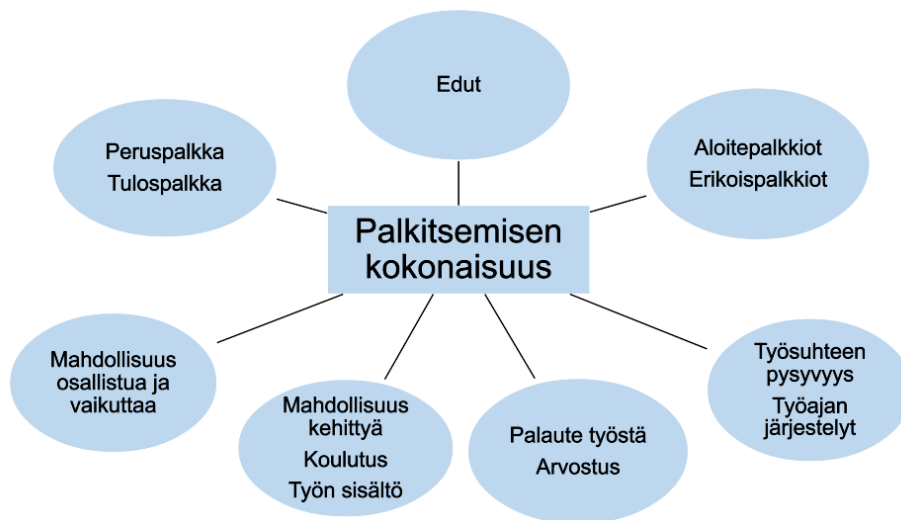 Edut
Peruspalkka
Tulospalkka
Aloitepalkkiot
Erikoispalkkiot
Palkitsemisen
kokonaisuus
Mahdollisuus
osallistua ja
vaikuttaa
Mahdollisuus
kehittyä
Koulutus
Työn sisältö
Palaute työstä
Arvostus
Työsuhteen
pysyvyys
Työajan
järjestelyt